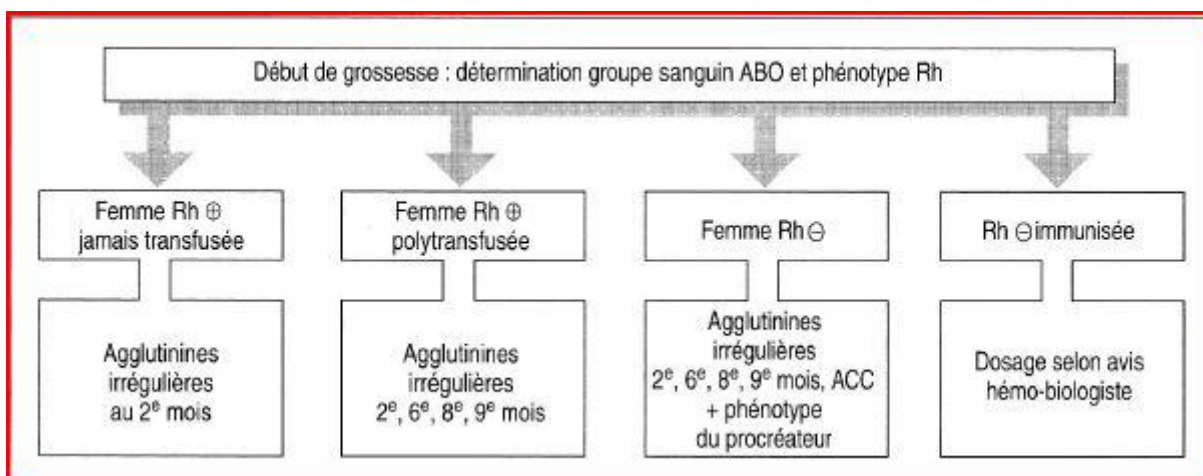 Début de grossesse : détermination groupe sanguin ABO et phénotype Rh
Femme Rh ⊕
jamais transfusée
Femme Rh ⊕
polytransfusée
Femme Rh ⊖
Rh ⊖ immunisée
Agglutinines
irrégulières
au 2e mois
Agglutinines
irrégulières
2e, 6e, 8e, 9e mois
Agglutinines
irrégulières
2e, 6e, 8e, 9e mois, ACC
+ phénotype
du procréateur
Dosage selon avis
hémo-biologiste